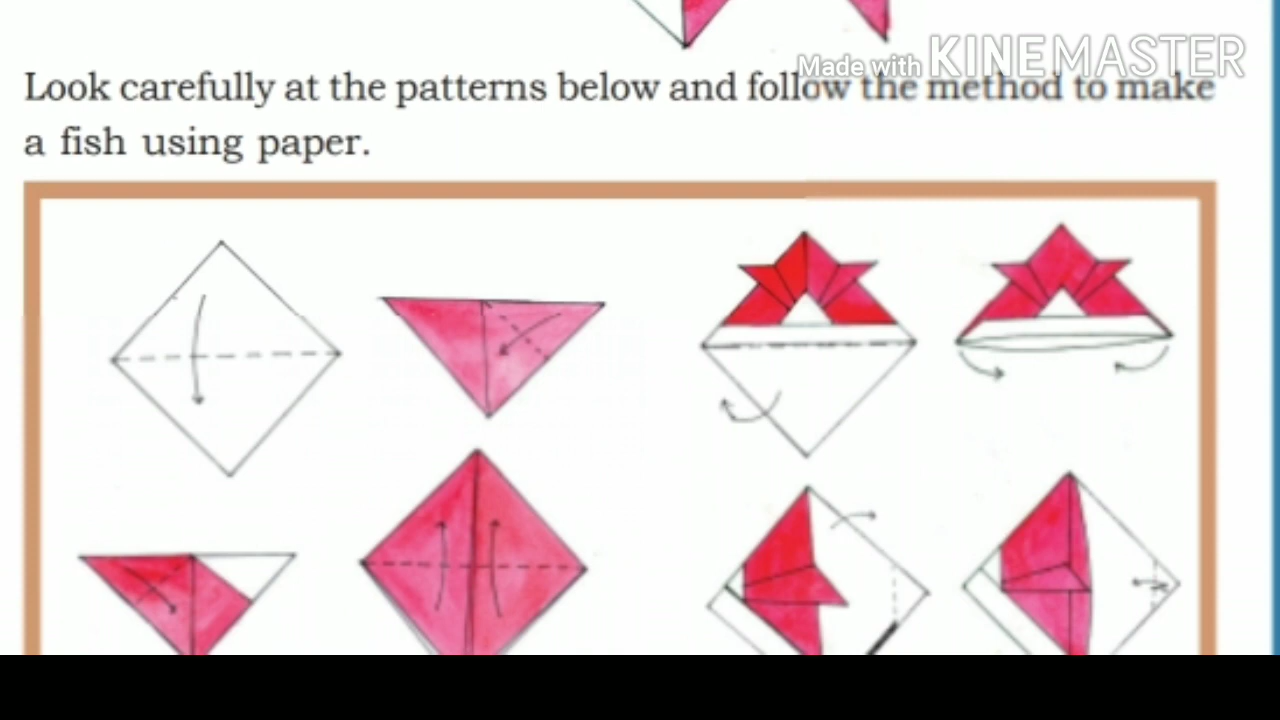 Made with KINEMASTER
Look carefully at the patterns below and follow the method to make
a fish using paper.